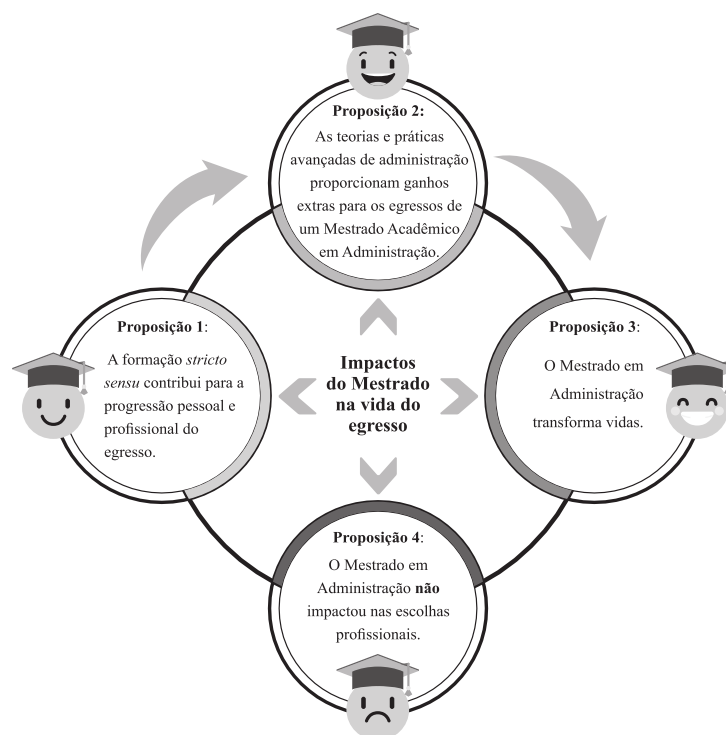 Proposição 2:
As teorias e práticas
avançadas de administração
proporcionam ganhos
extras para os egressos de
um Mestrado Acadêmico
em Administração.
Proposição 1:
A formação stricto
sensu contribui para a
progressão pessoal e
profissional do
egresso.
Impactos
do Mestrado
na vida do
egresso
Proposição 3:
O Mestrado em
Administração
transforma vidas.
Proposição 4:
O Mestrado em
Administração não
impactou nas escolhas
profissionais.